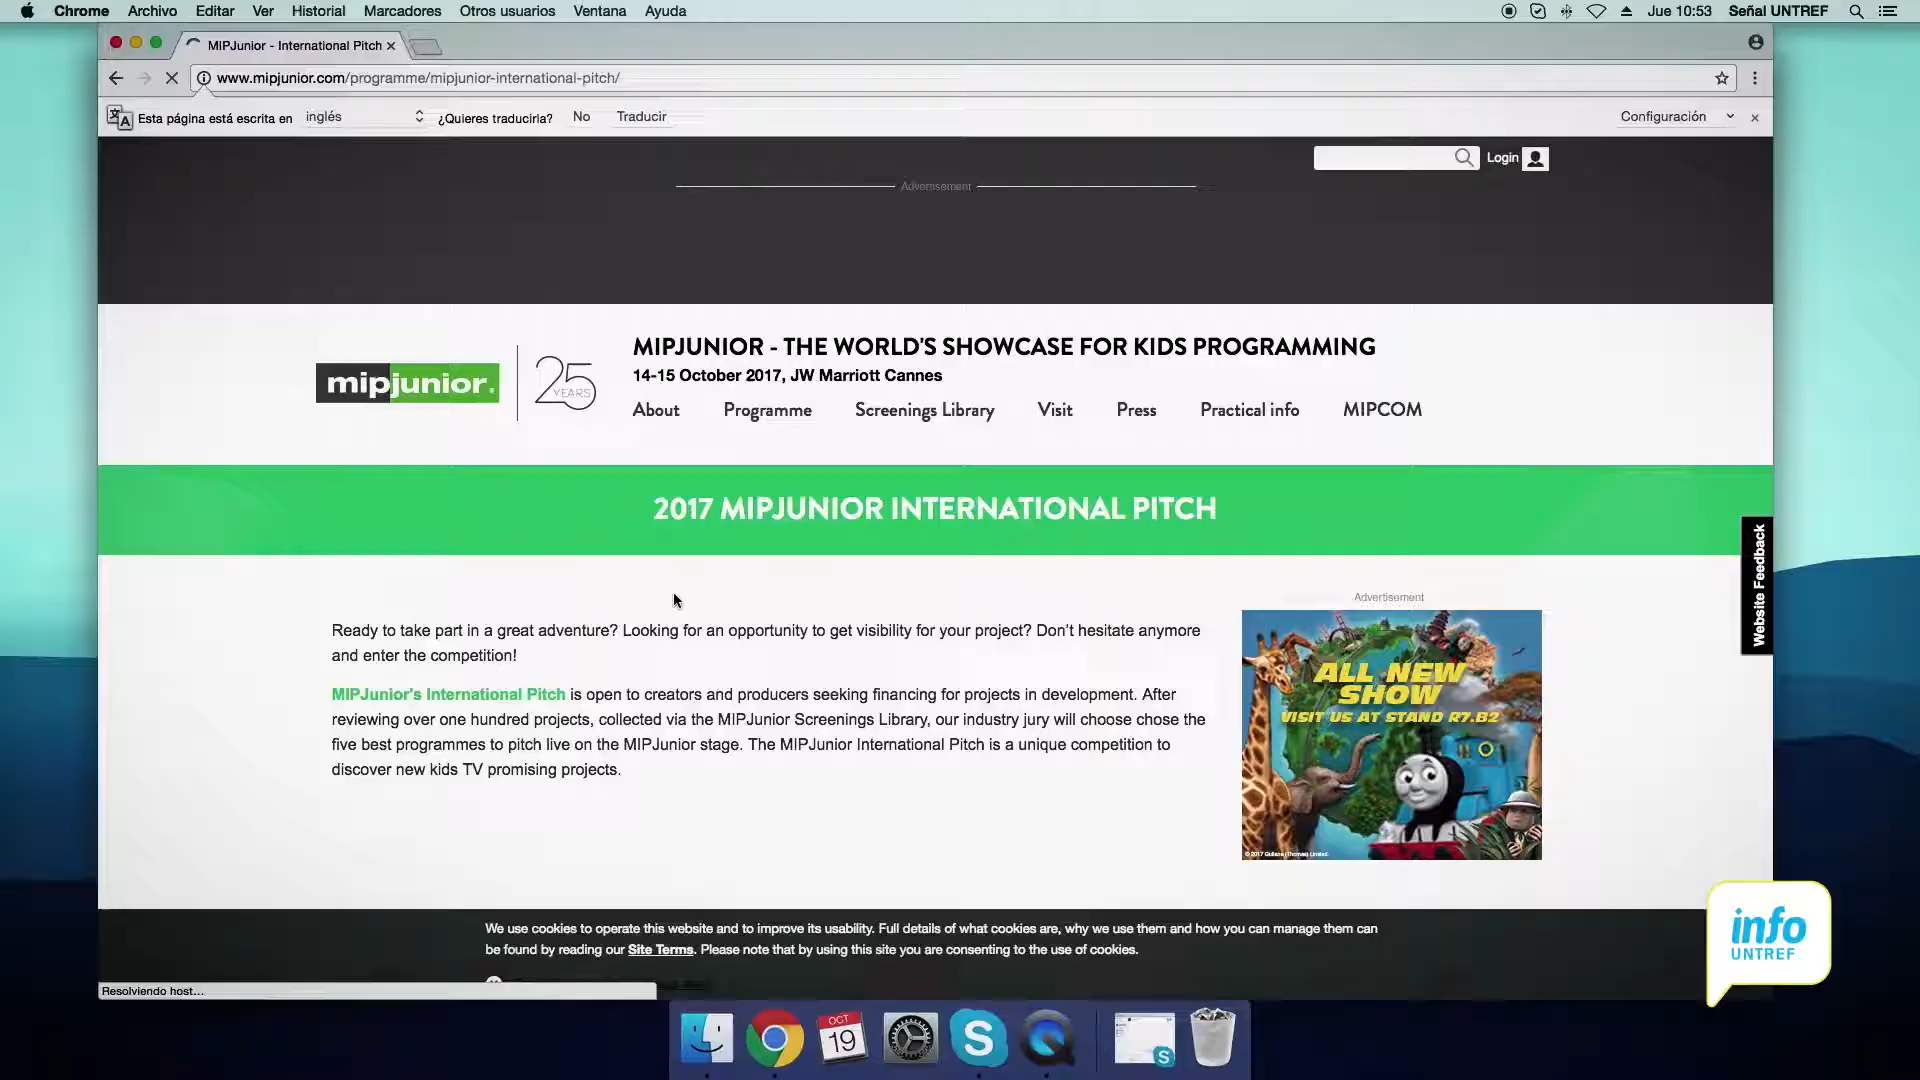 Chrome Archivo Editar Ver Historial Marcadores Otros usuarios Ventana Ayuda Jue 10:53 Señal UNTREF
MIPJunior - International Pitch
www.mipjunior.com/programme/mipjunior-international-pitch/
Esta página está escrita en inglés ¿Quieres traducirla? No Traducir Configuración
Login
Advertisement
MIPJUNIOR - THE WORLD'S SHOWCASE FOR KIDS PROGRAMMING
mipjunior.
25
YEARS
14-15 October 2017, JW Marriott Cannes
About Programme Screenings Library Visit Press Practical info MIPCOM
2017 MIPJUNIOR INTERNATIONAL PITCH
Website Feedback
Advertisement
Ready to take part in a great adventure? Looking for an opportunity to get visibility for your project? Don't hesitate anymore
and enter the competition!
MIPJunior's International Pitch is open to creators and producers seeking financing for projects in development. After
reviewing over one hundred projects, collected via the MIPJunior Screenings Library, our industry jury will choose chose the
five best programmes to pitch live on the MIPJunior stage. The MIPJunior International Pitch is a unique competition to
discover new kids TV promising projects.
ALL NEW
SHOW
VISIT US AT STAND R7.B2
© 2017 Gullane (Thomas) Limited.
We use cookies to operate this website and to improve its usability. Full details of what cookies are, why we use them and how you can manage them can
be found by reading our Site Terms. Please note that by using this site you are consenting to the use of cookies.
info
UNTREF
Resolviendo host...
OCT
19